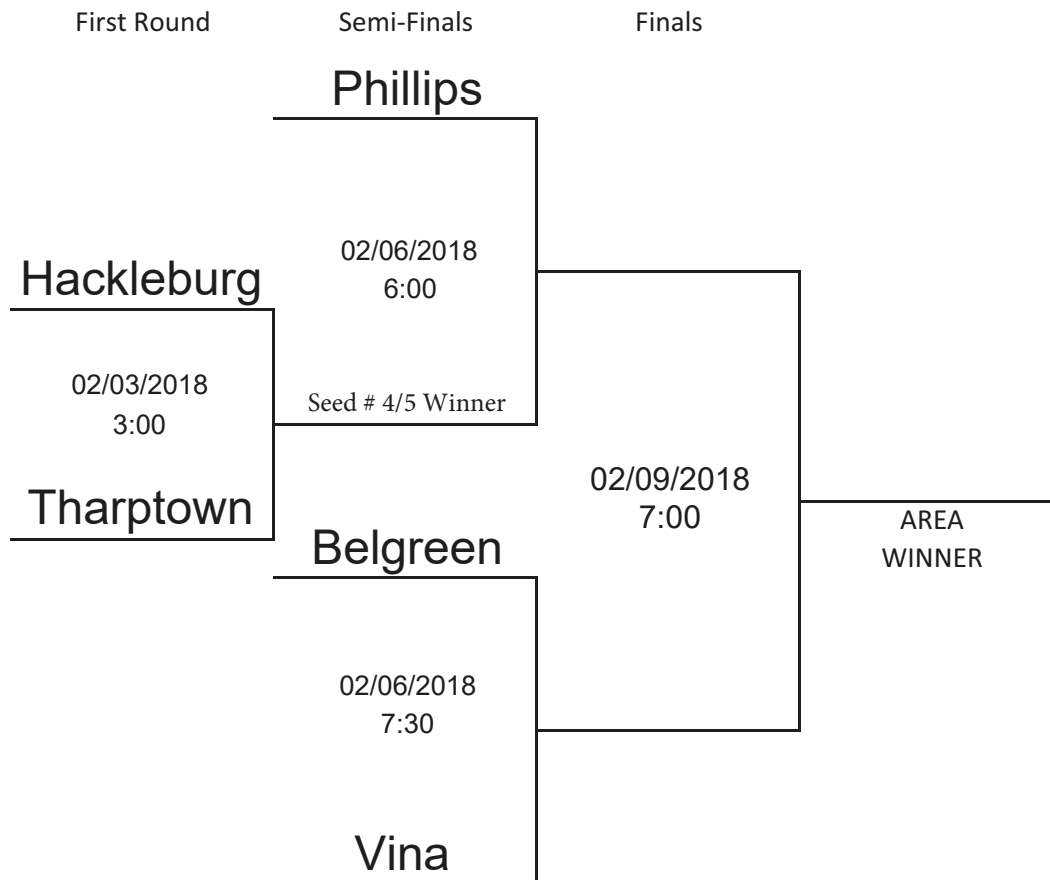 First Round
Semi-Finals
Finals
Phillips
02/06/2018
6:00
Hackleburg
02/03/2018
3:00
Seed # 4/5 Winner
Tharptown
Belgreen
02/09/2018
7:00
AREA
WINNER
02/06/2018
7:30
Vina